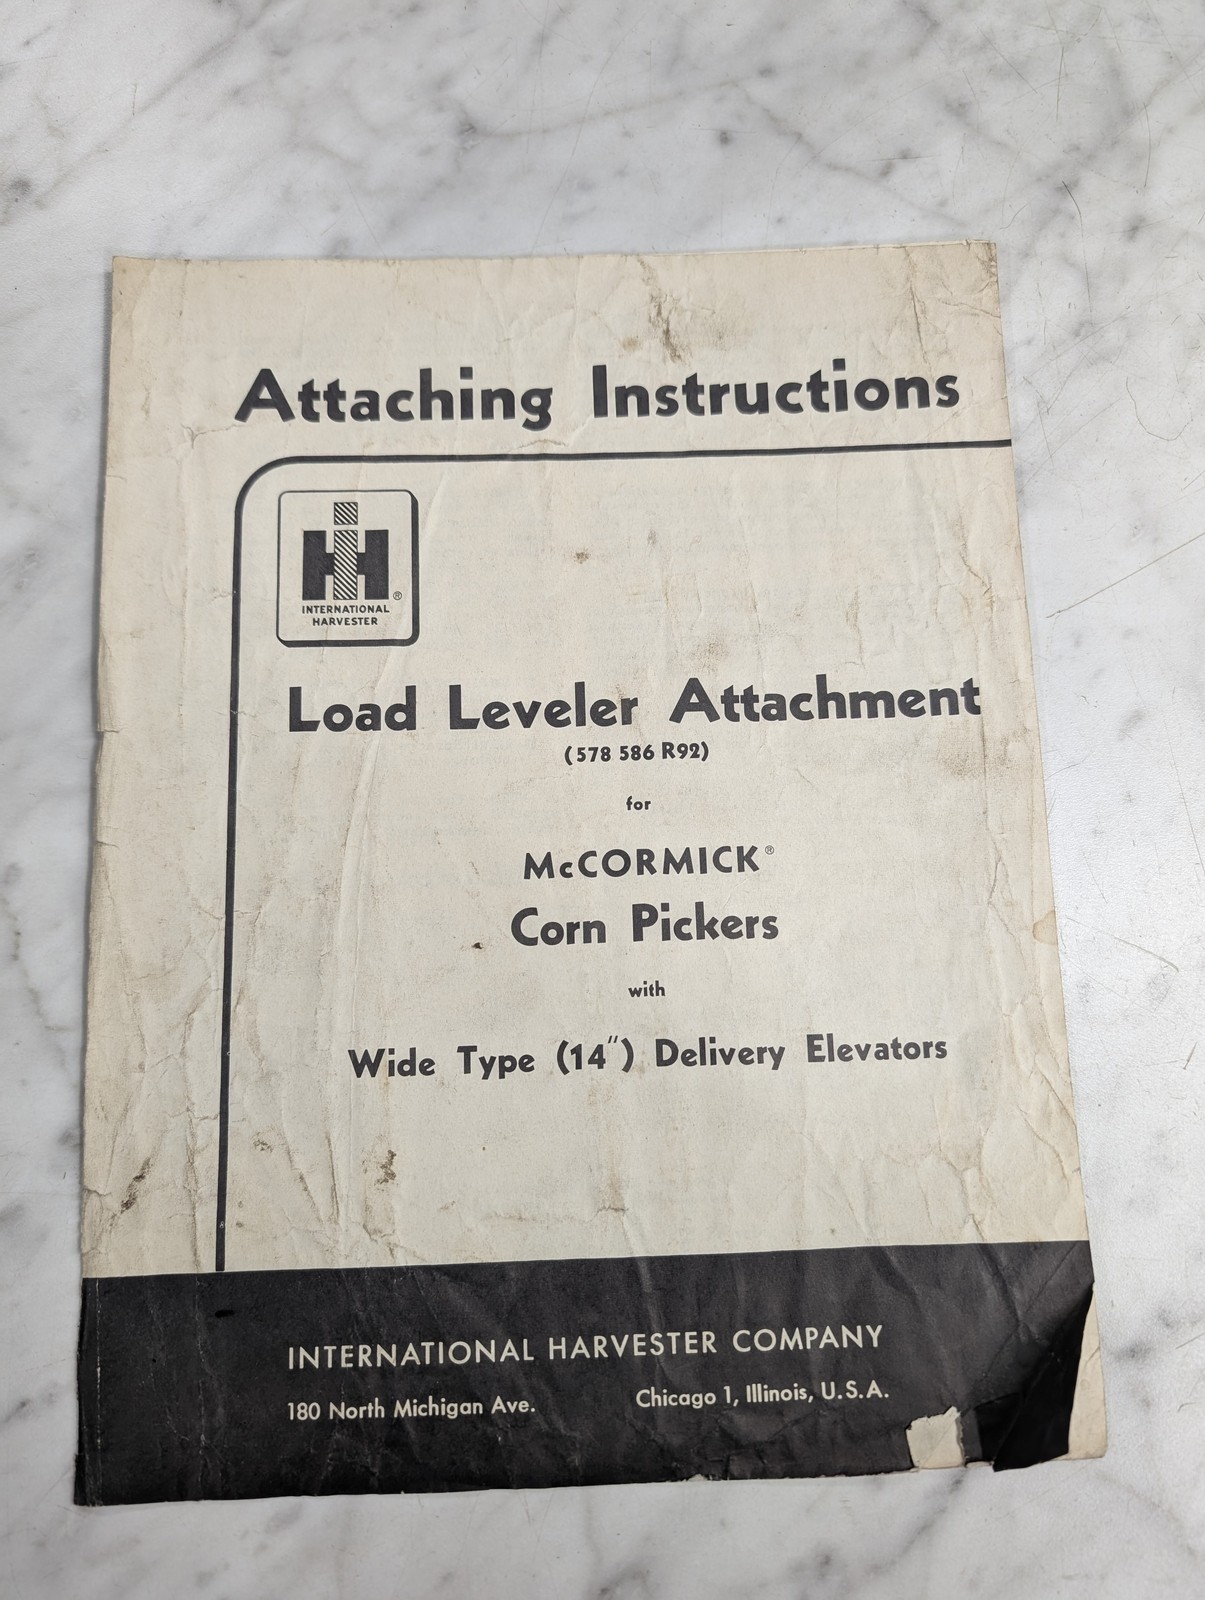 Attaching Instructions
IH ®
INTERNATIONAL
HARVESTER
Load Leveler Attachment
(578 586 R92)
for
McCORMICK®
Corn Pickers
with
Wide Type (14") Delivery Elevators
INTERNATIONAL HARVESTER COMPANY
180 North Michigan Ave. Chicago 1, Illinois, U.S.A.